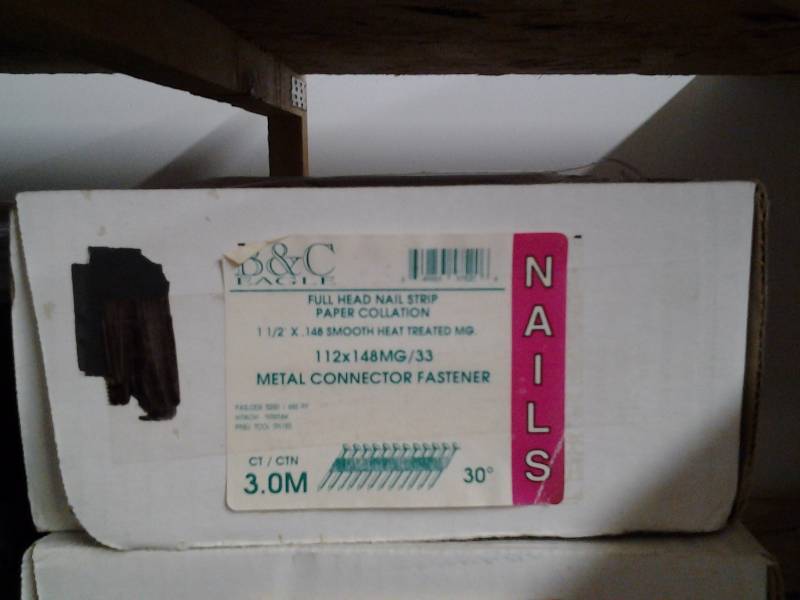 B&C
EAGLE
FULL HEAD NAIL STRIP
PAPER COLLATION
1 1/2" X .148 SMOOTH HEAT TREATED MG.
112x148MG/33
METAL CONNECTOR FASTENER
CT / CTN
3.0M
30°
NAILS